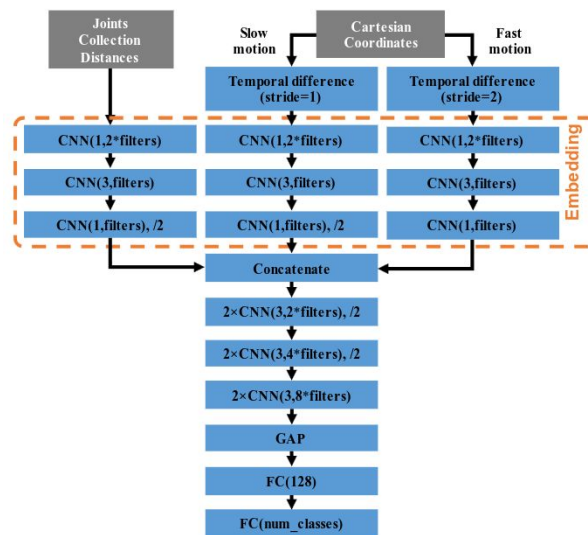 Joints
Collection
Distances
Slow
motion
Cartesian
Coordinates
Fast
motion
Temporal difference
(stride=1)
Temporal difference
(stride=2)
CNN(1,2*filters)
CNN(1,2*filters)
CNN(1,2*filters)
CNN(3,filters)
CNN(3,filters)
CNN(3,filters)
CNN(1,filters), /2
CNN(1,filters), /2
CNN(1,filters)
Embedding
Concatenate
2×CNN(3,2*filters), /2
2×CNN(3,4*filters), /2
2×CNN(3,8*filters)
GAP
FC(128)
FC(num_classes)